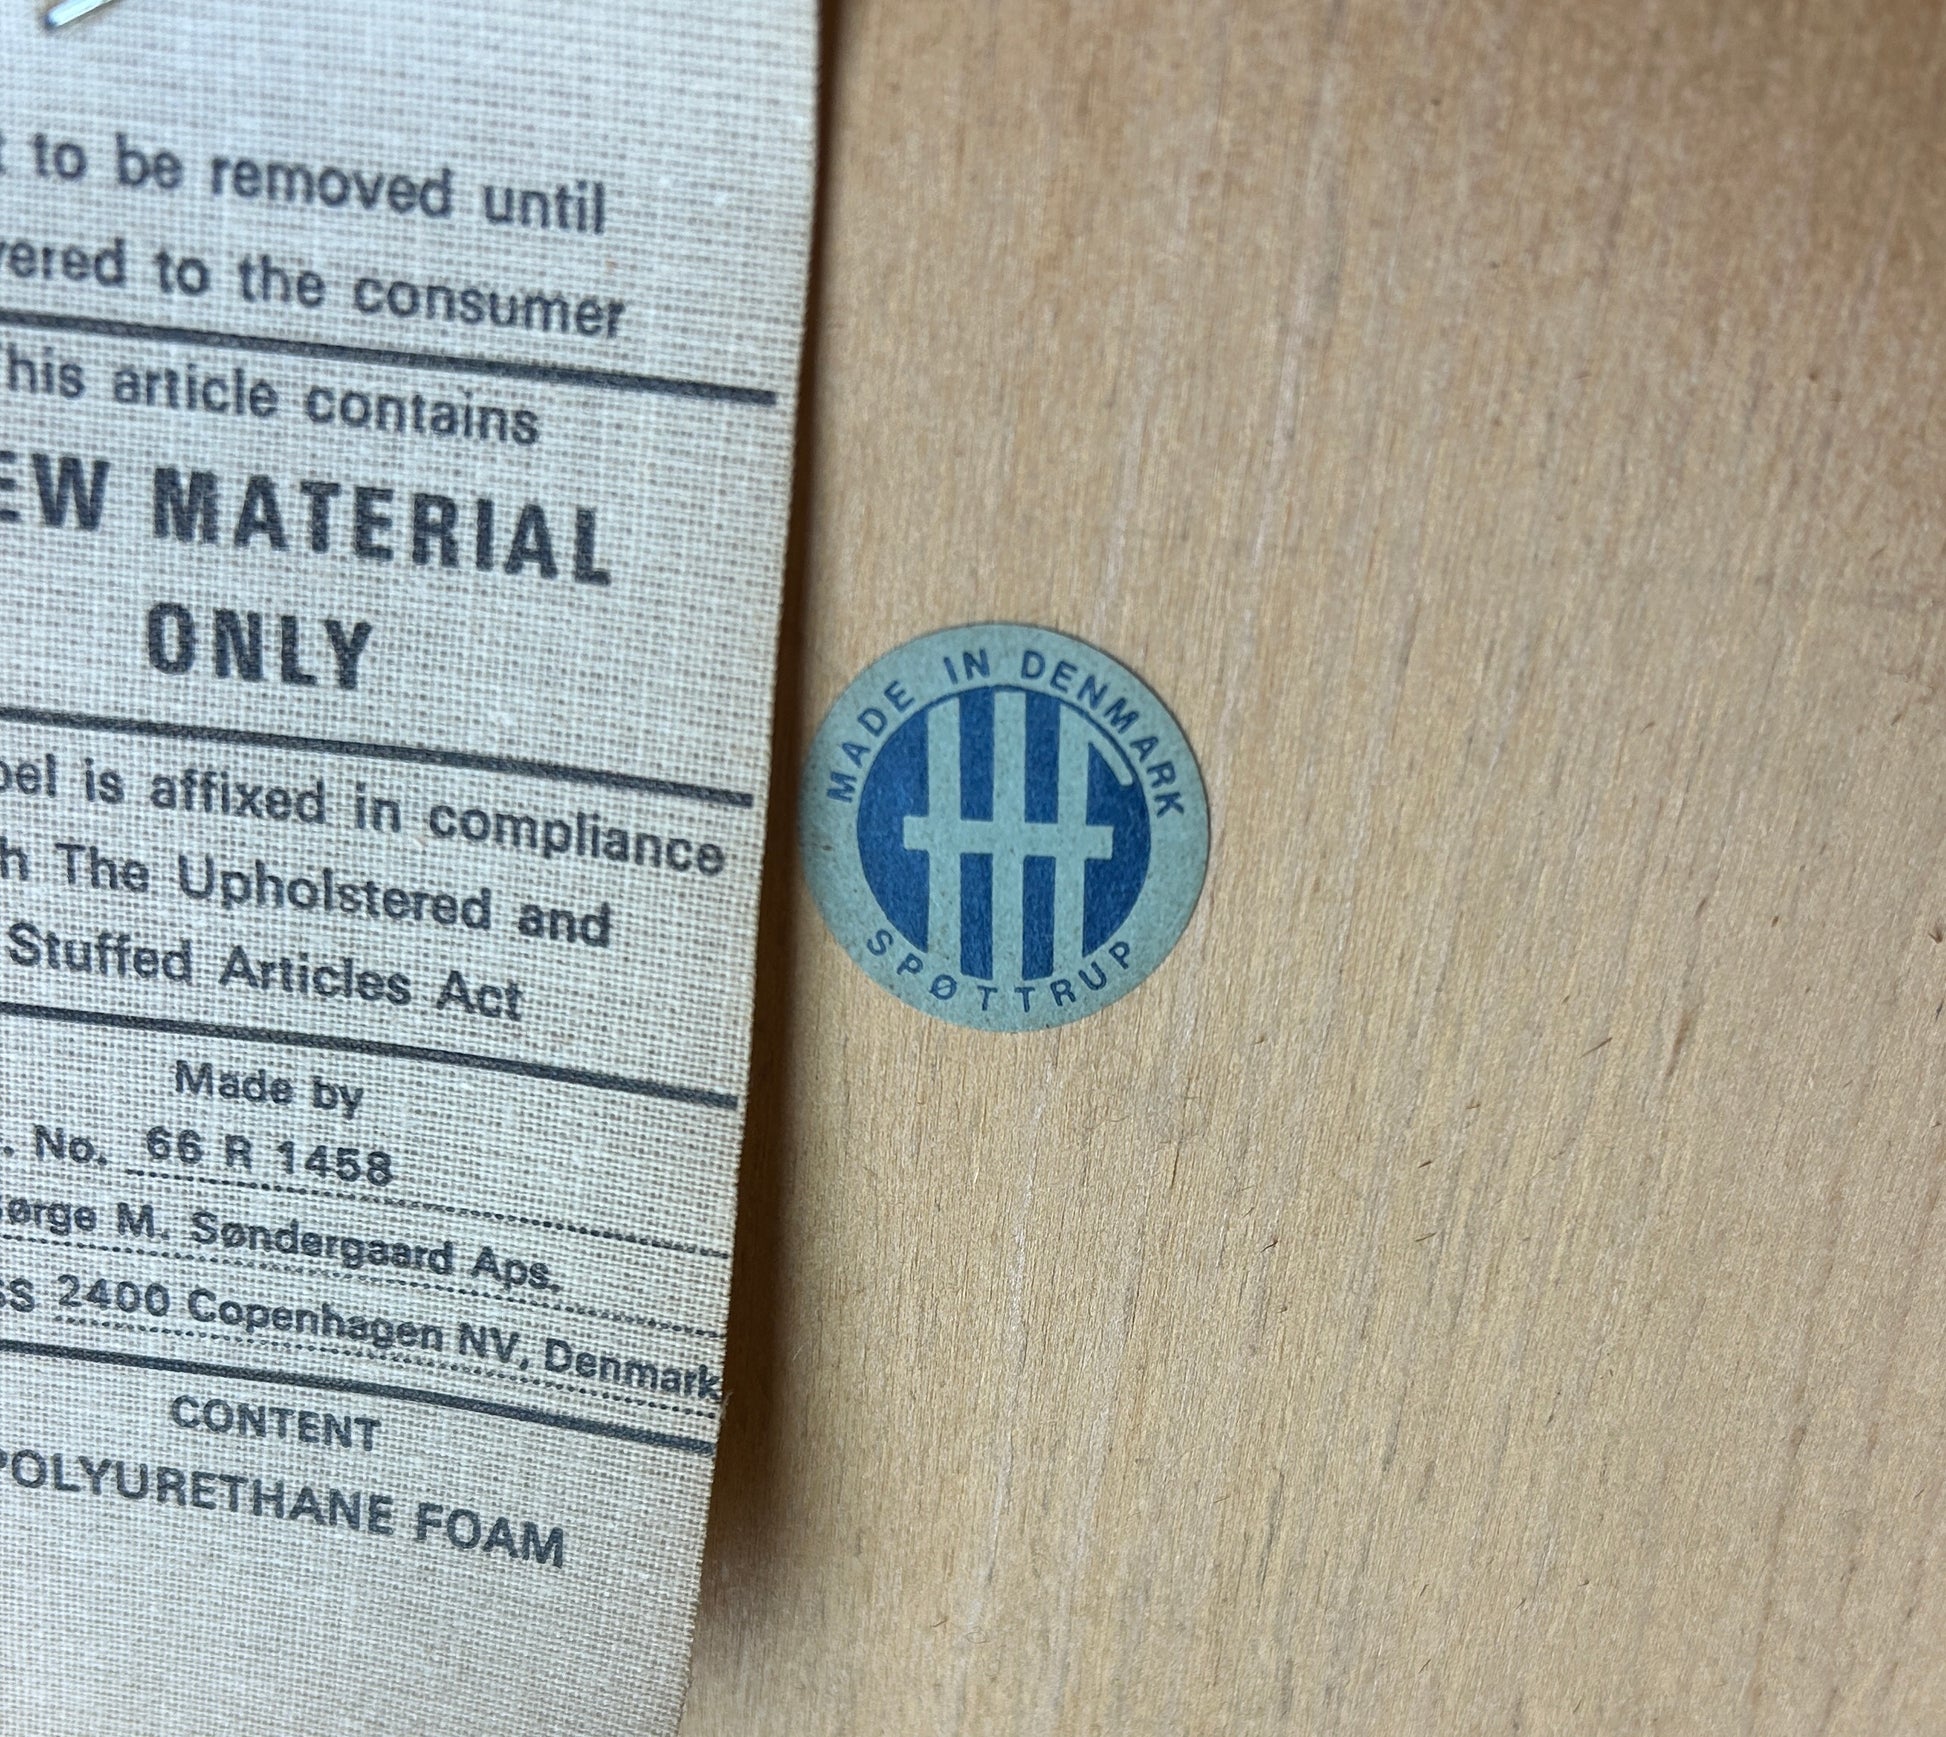 to be removed until
ered to the consumer
his article contains
EW MATERIAL
ONLY
el is affixed in compliance
h The Upholstered and
Stuffed Articles Act
Made by
. No. 66 R 1458
ørge M. Søndergaard Aps.
SS 2400 Copenhagen NV, Denmark
CONTENT
POLYURETHANE FOAM
MADE IN DENMARK
SPØTTRUP